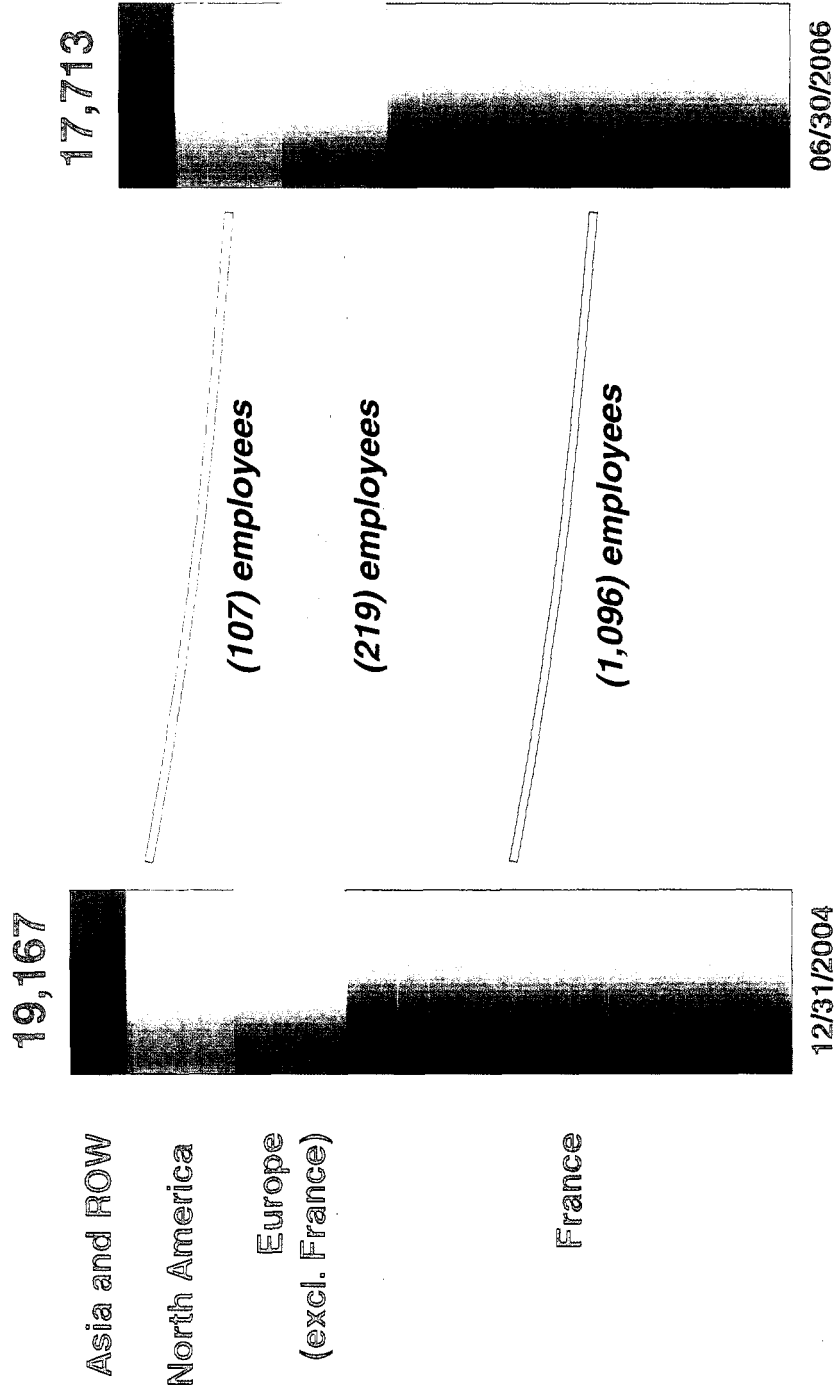 19,167
17,713
Asia and ROW
North America
(107) employees
Europe
(excl. France)
(219) employees
France
(1,096) employees
12/31/2004
06/30/2006